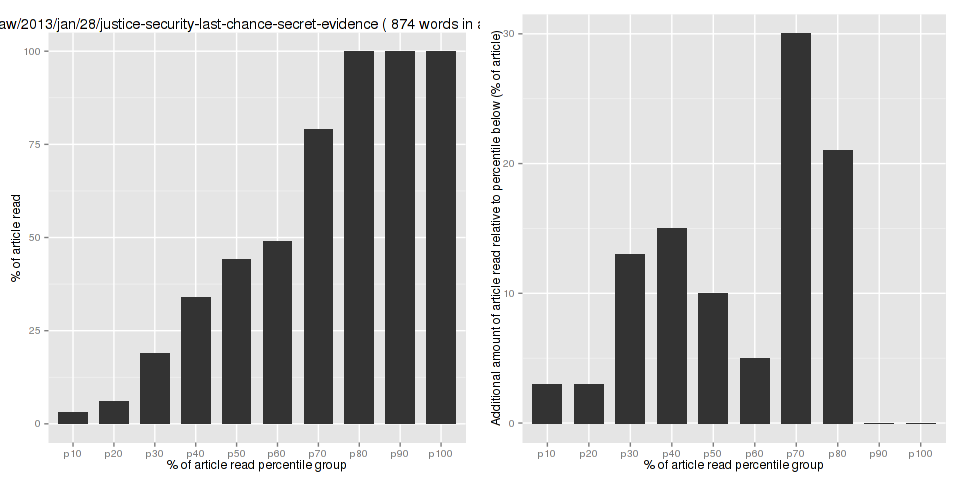 aw/2013/jan/28/justice-security-last-chance-secret-evidence ( 874 words in
% of article read
100
75
50
25
0
p10 p20 p30 p40 p50 p60 p70 p80 p90 p100
% of article read percentile group
Additional amount of article read relative to percentile below (% of article)
30
20
10
0
p10 p20 p30 p40 p50 p60 p70 p80 p90 p100
% of article read percentile group